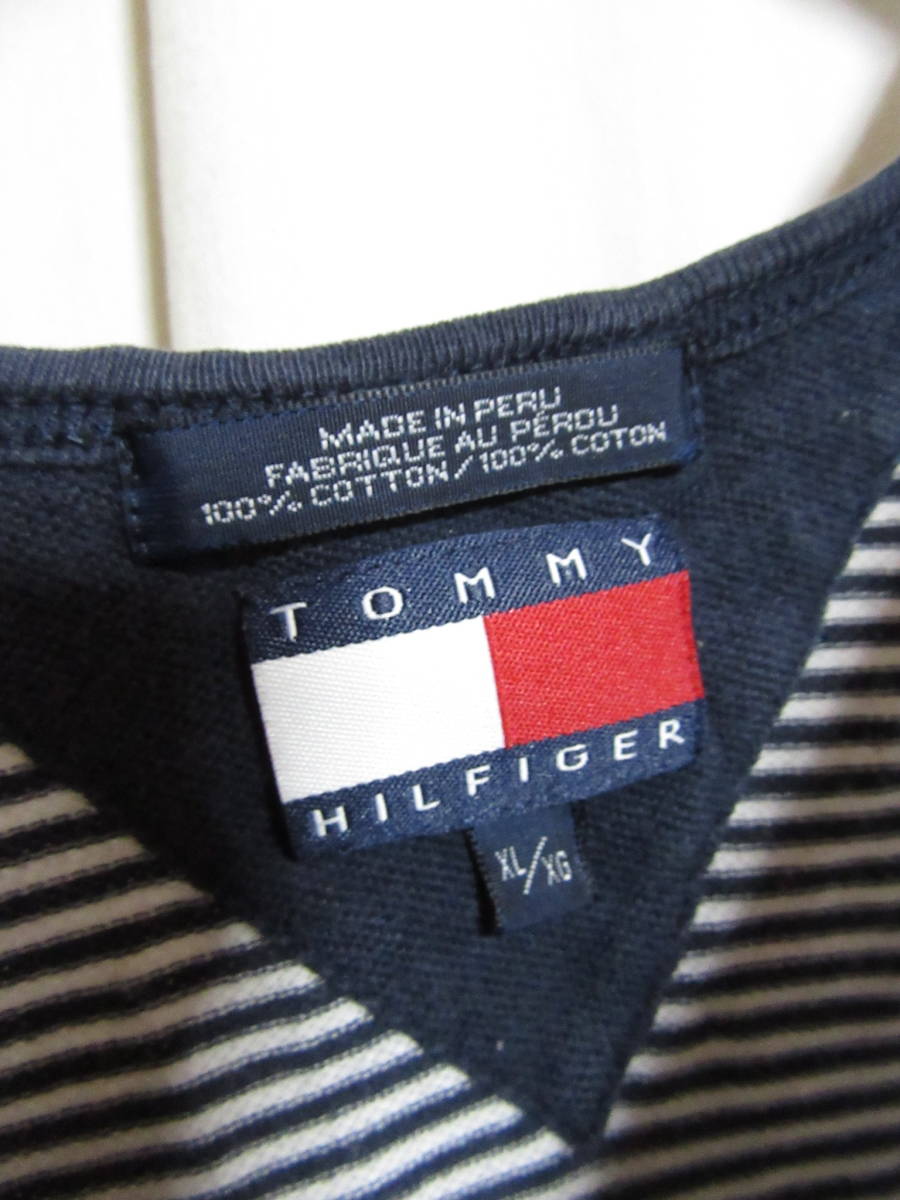 MADE IN PERU
FABRIQUE AU PÉROU
100% COTTON/100% COTON
TOMMY
HILFIGER
XL/XG